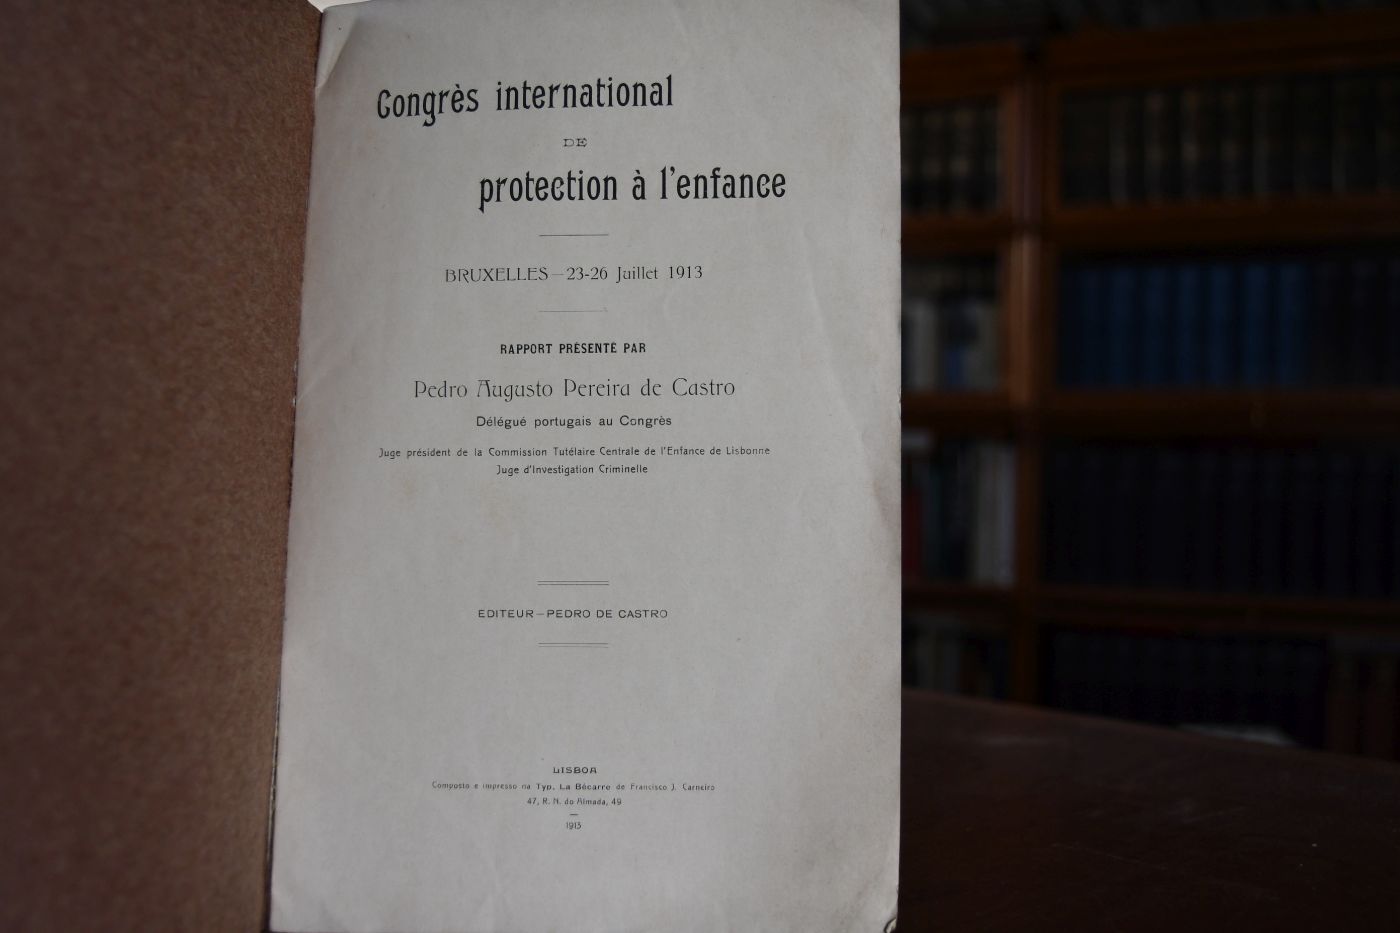 Congrès international
DE
protection à l'enfance
BRUXELLES—23-26 Juillet 1913
RAPPORT PRÉSENTÉ PAR
Pedro Augusto Pereira de Castro
Délégué portugais au Congrès
Juge président de la Commission Tutélaire Centrale de l'Enfance de Lisbonne
Juge d'Investigation Criminelle
EDITEUR—PEDRO DE CASTRO
LISBOA
Composto e impresso na Typ. La Bécarre de Francisco J. Carneiro
47, R. N. do Almada, 49
1913